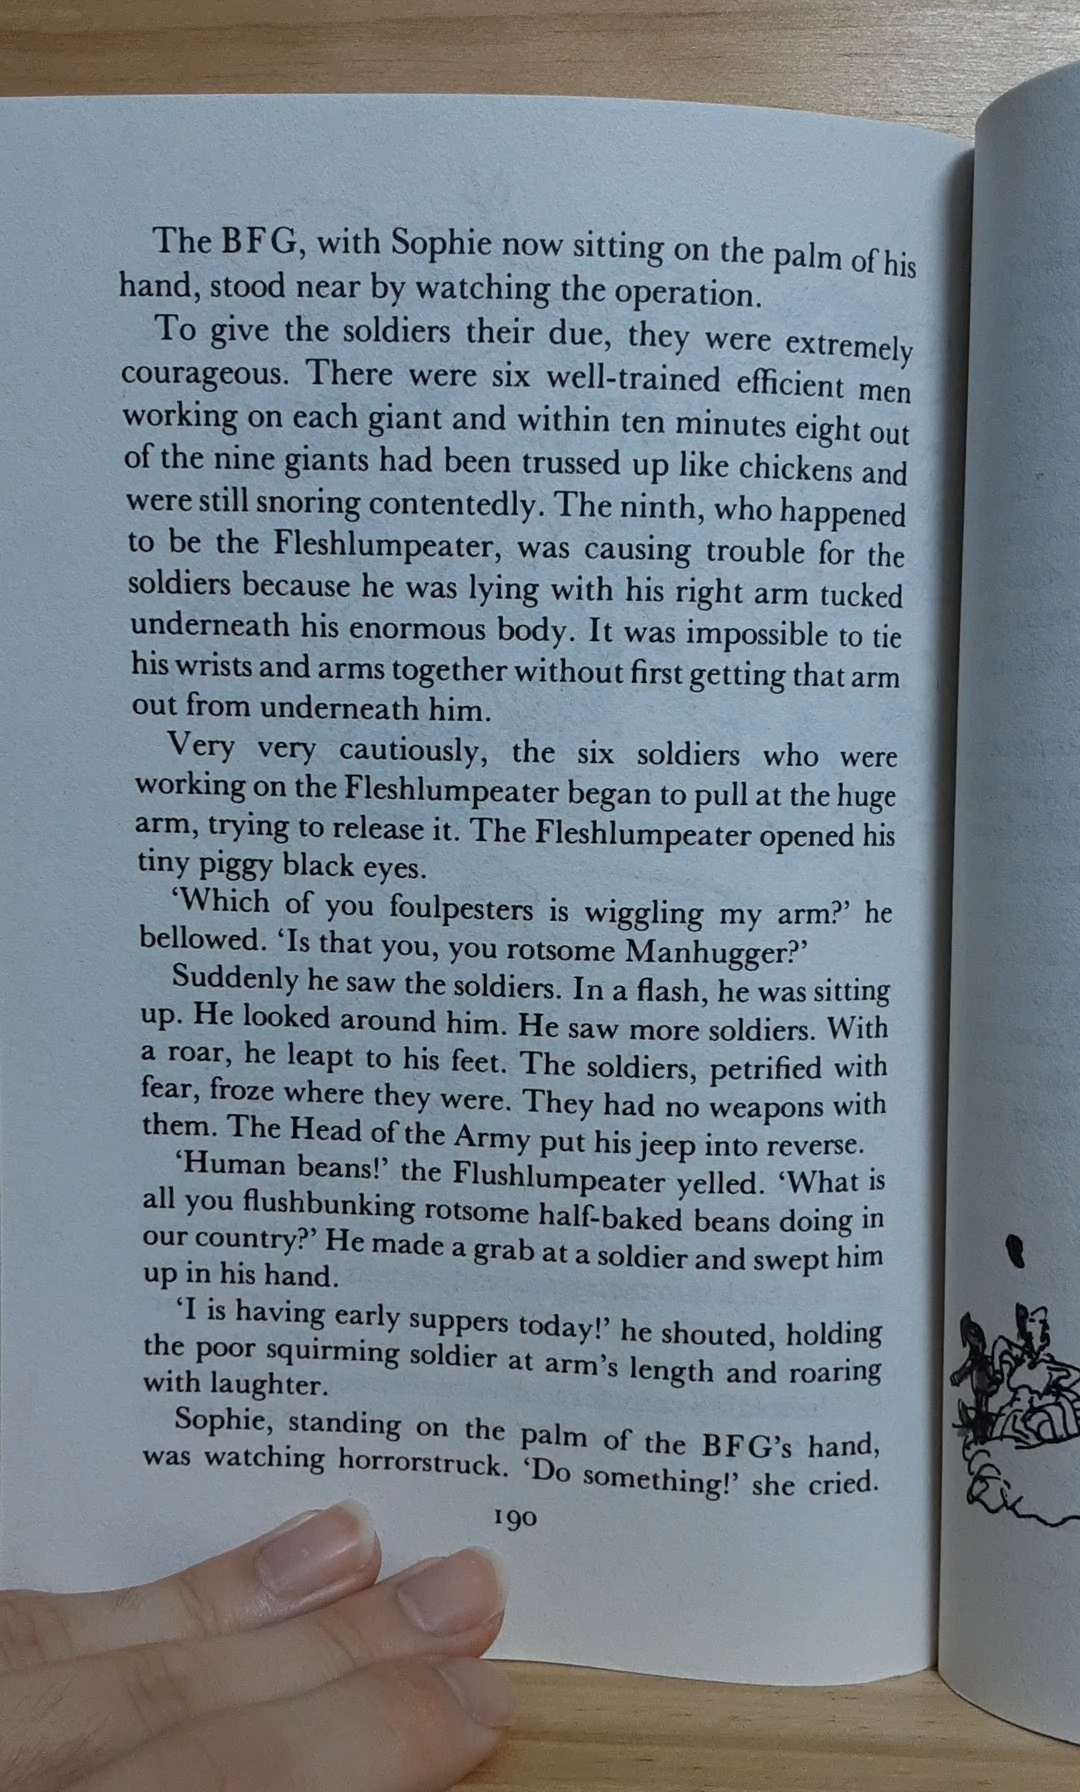 The BFG, with Sophie now sitting on the palm of his
hand, stood near by watching the operation.
To give the soldiers their due, they were extremely
courageous. There were six well-trained efficient men
working on each giant and within ten minutes eight out
of the nine giants had been trussed up like chickens and
were still snoring contentedly. The ninth, who happened
to be the Fleshlumpeater, was causing trouble for the
soldiers because he was lying with his right arm tucked
underneath his enormous body. It was impossible to tie
his wrists and arms together without first getting that arm
out from underneath him.
Very very cautiously, the six soldiers who were
working on the Fleshlumpeater began to pull at the huge
arm, trying to release it. The Fleshlumpeater opened his
tiny piggy black eyes.
‘Which of you foulpesters is wiggling my arm?’ he
bellowed. ‘Is that you, you rotsome Manhugger?’
Suddenly he saw the soldiers. In a flash, he was sitting
up. He looked around him. He saw more soldiers. With
a roar, he leapt to his feet. The soldiers, petrified with
fear, froze where they were. They had no weapons with
them. The Head of the Army put his jeep into reverse.
‘Human beans!’ the Flushlumpeater yelled. ‘What is
all you flushbunking rotsome half-baked beans doing in
our country?’ He made a grab at a soldier and swept him
up in his hand.
‘I is having early suppers today!’ he shouted, holding
the poor squirming soldier at arm’s length and roaring
with laughter.
Sophie, standing on the palm of the BFG’s hand,
was watching horrorstruck. ‘Do something!’ she cried.
190